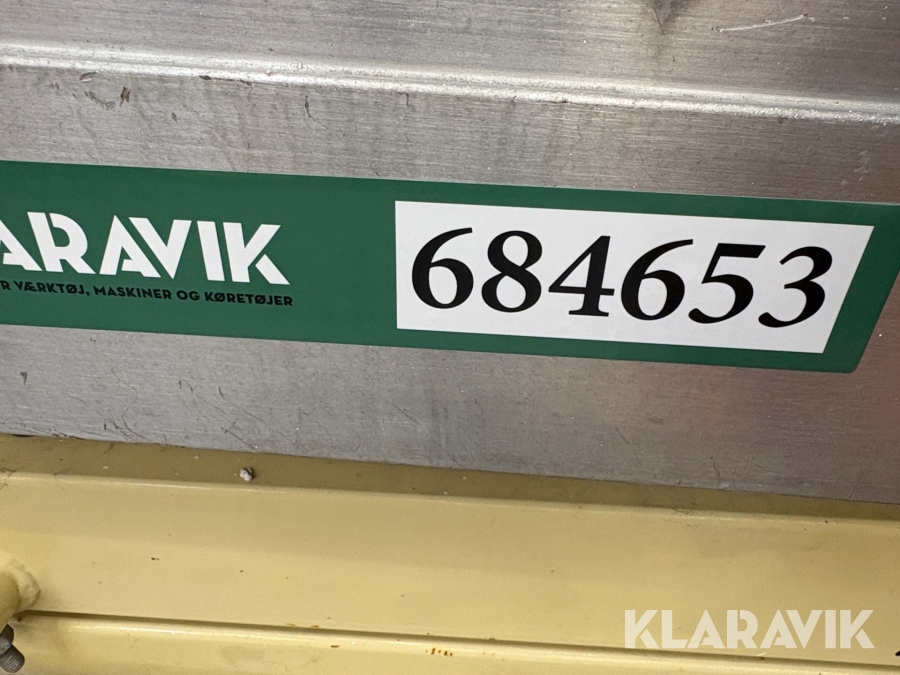 ARAVIK
R VÆRKTØJ, MASKINER OG KØRETØJER
684653
KLARAVIK